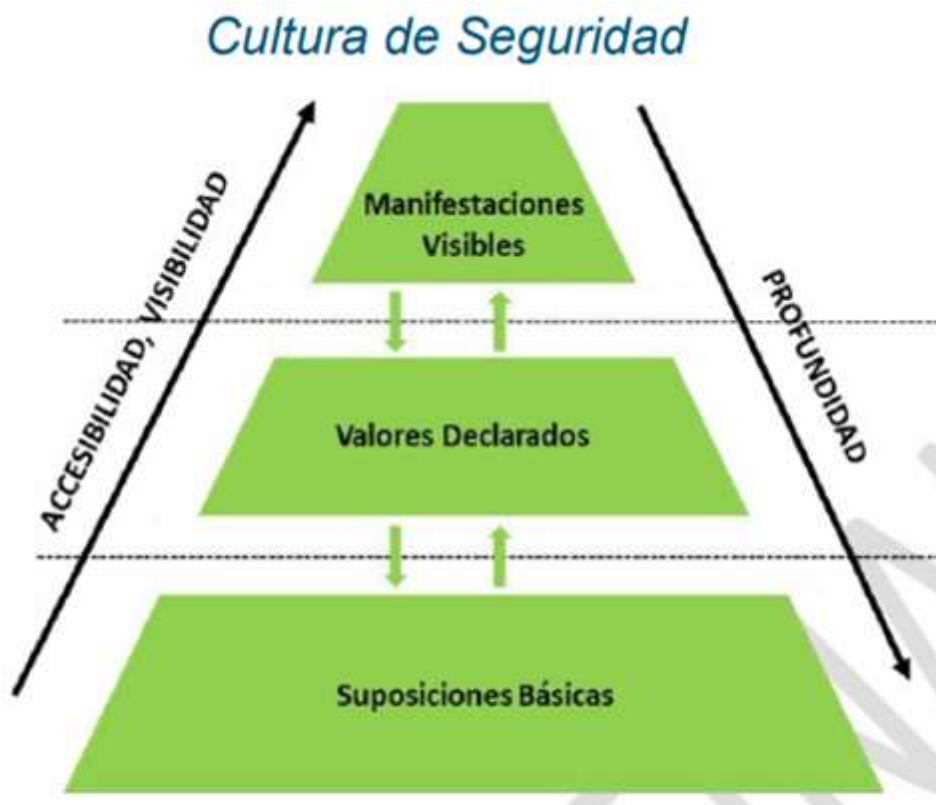 Cultura de Seguridad
ACCESIBILIDAD, VISIBILIDAD
PROFUNDIDAD
Manifestaciones
Visibles
Valores Declarados
Suposiciones Básicas